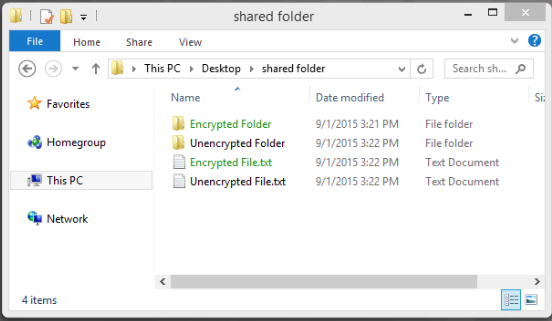 shared folder
File Home Share View
This PC Desktop shared folder Search sh...
Name Date modified Type Siz
Favorites
Encrypted Folder 9/1/2015 3:21 PM File folder
Homegroup Unencrypted Folder 9/1/2015 3:22 PM File folder
Encrypted File.txt 9/1/2015 3:22 PM Text Document
This PC Unencrypted File.txt 9/1/2015 3:22 PM Text Document
Network
4 items